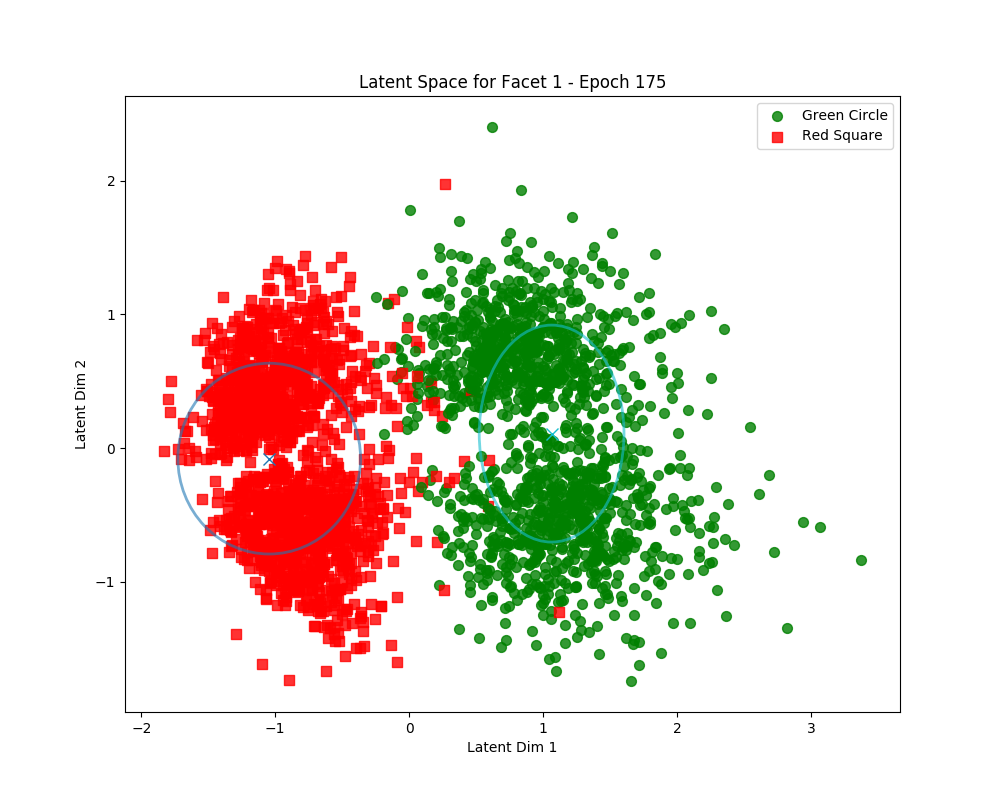 Latent Space for Facet 1 - Epoch 175
Green Circle
Red Square
2
1
0
−1
Latent Dim 2
−2
−1
0
1
2
3
Latent Dim 1